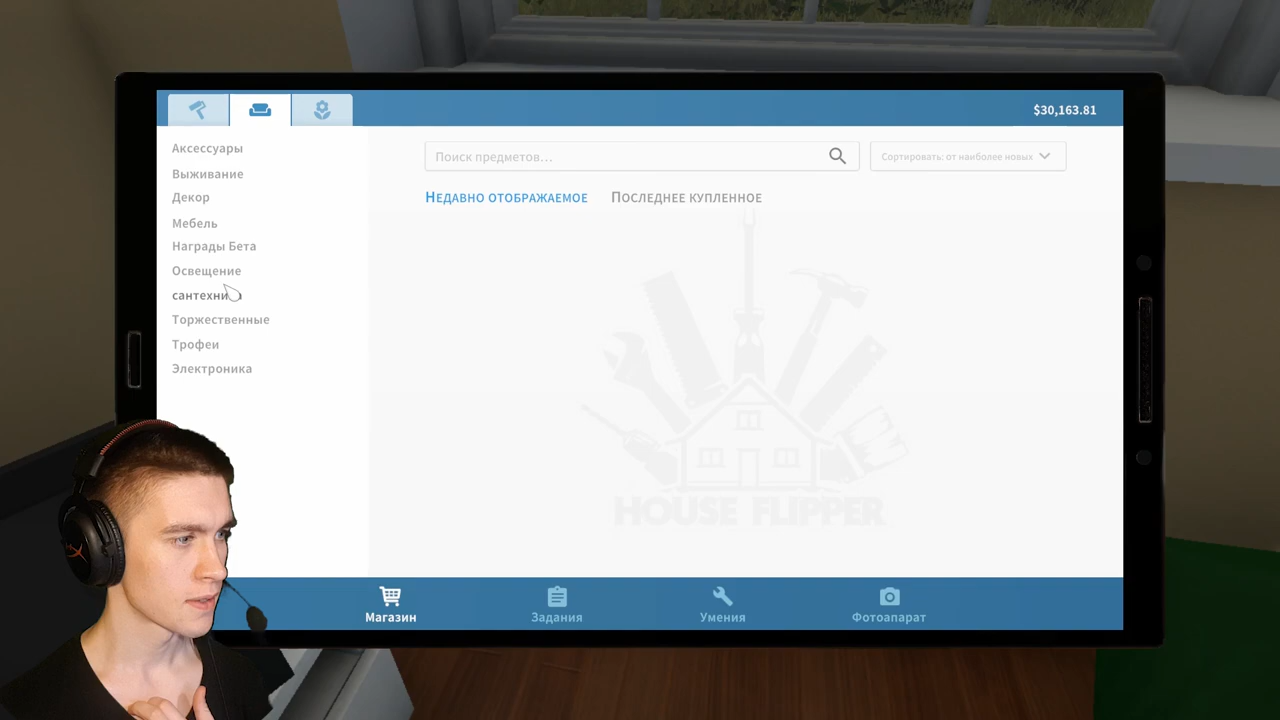 $30,163.81
Аксессуары
Выживание
Декор
Мебель
Награды Бета
Освещение
сантехника
Торжественные
Трофеи
Электроника
Поиск предметов...
Сортировать: от наиболее новых
Недавно отображаемое
Последнее купленное
HOUSE FLIPPER
Магазин
Задания
Умения
Фотоапарат